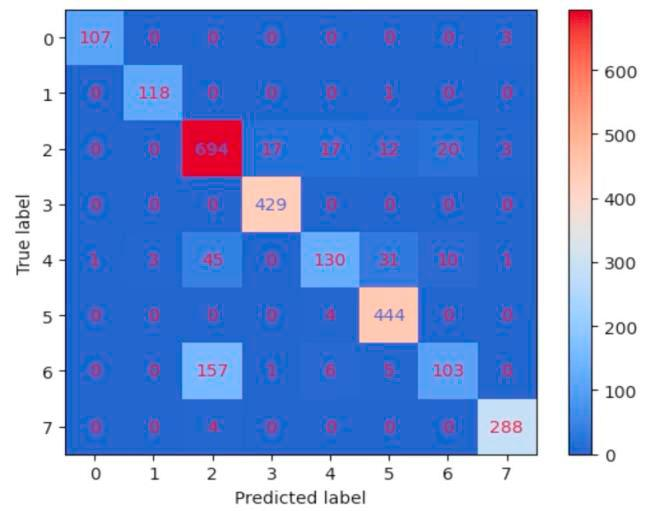 0 107 0 0 0 0 0 0 3
1 0 118 0 0 0 1 0 0
2 0 0 694 17 17 12 20 3
3 0 0 0 429 0 0 0 0
4 1 3 45 0 130 31 10 1
5 0 0 0 0 4 444 0 0
6 0 0 157 1 6 5 103 0
7 0 0 4 0 0 0 0 288
0 1 2 3 4 5 6 7
Predicted label
True label
600
500
400
300
200
100
0